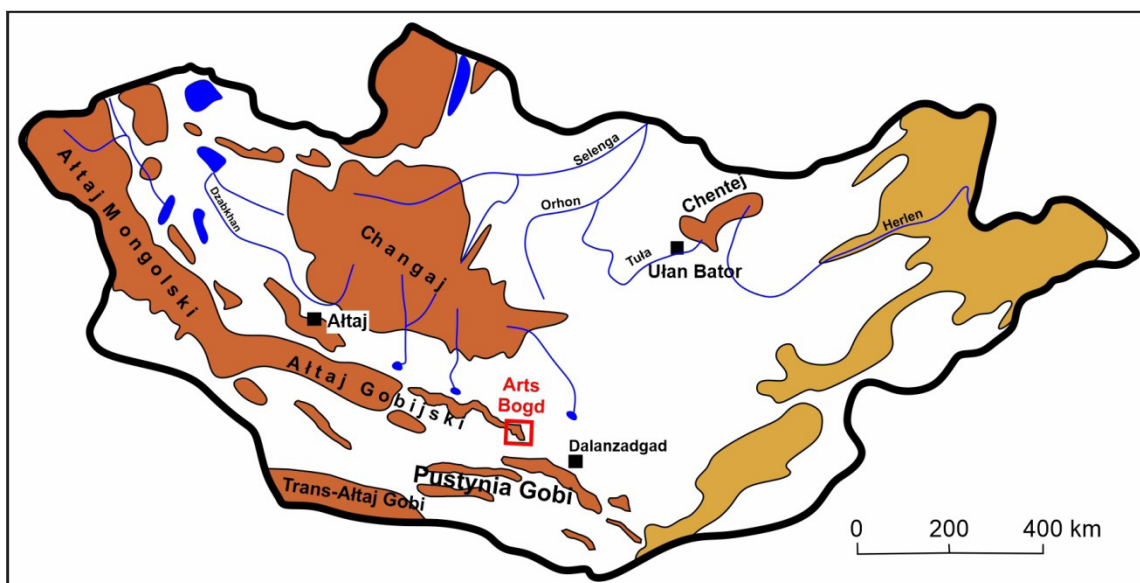 Selenga
Orhon
Chentej
Herlen
Tuła
Ułan Bator
Dzabkhan
Changaj
Ałtaj Mongolski
Ałtaj
Ałtaj Gobijski
Arts
Bogd
Dalanzadgad
Pustynia Gobi
Trans-Ałtaj Gobi
0 200 400 km